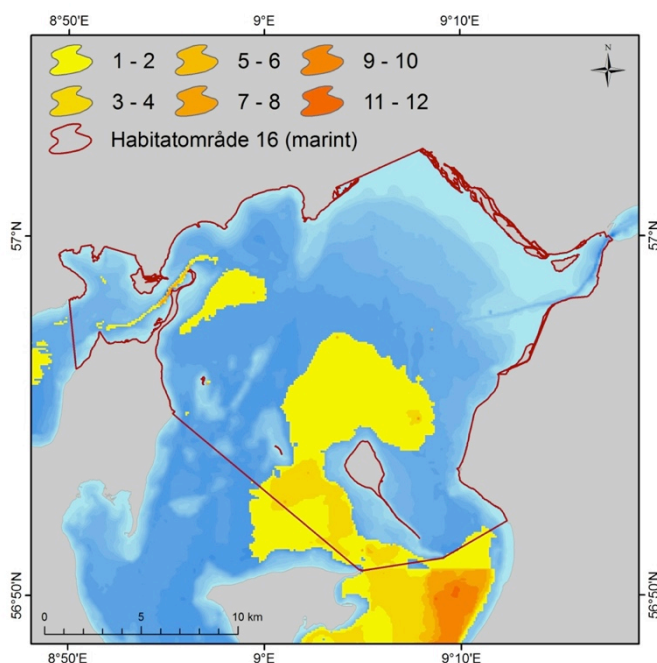 8°50'E 9°E 9°10'E
N
1 - 2 5 - 6 9 - 10
3 - 4 7 - 8 11 - 12
Habitatområde 16 (marint)
57°N 57°N
56°50'N 56°50'N
0 5 10 km
8°50'E 9°E 9°10'E